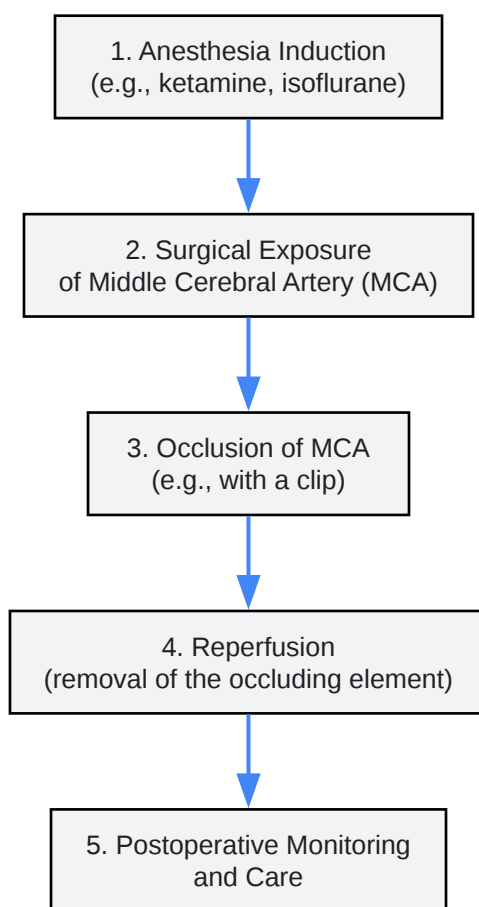 1. Anesthesia Induction
(e.g., ketamine, isoflurane)
2. Surgical Exposure
of Middle Cerebral Artery (MCA)
3. Occlusion of MCA
(e.g., with a clip)
4. Reperfusion
(removal of the occluding element)
5. Postoperative Monitoring
and Care